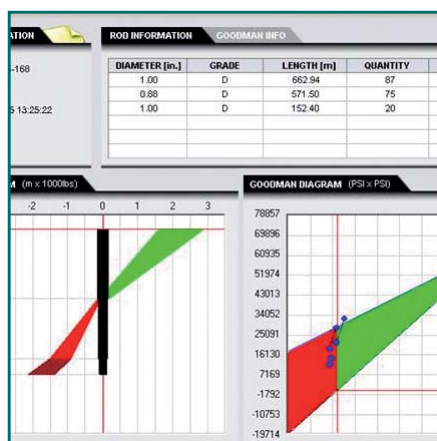 ATION
-168
13:25:22
ROD INFORMATION GOODMAN INFO
DIAMETER [in.] GRADE LENGTH [m] QUANTITY
1.00 D 662.94 87
0.88 D 571.50 75
1.00 D 152.40 20
M (m x 1000lbs)
-2 -1 0 1 2 3
GOODMAN DIAGRAM (PSI x PSI)
78857
69896
60935
51974
43013
34052
25091
16130
7169
-1792
-10753
-19714